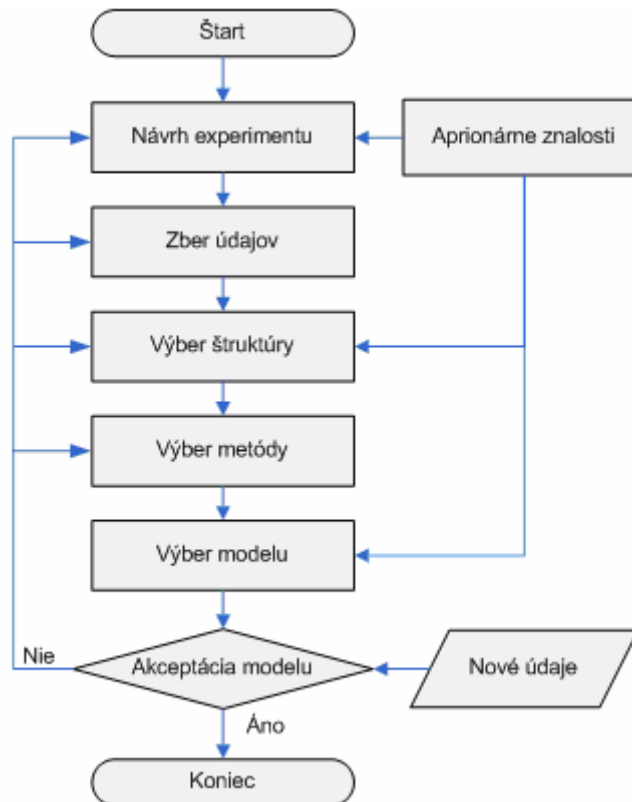 Štart
Návrh experimentu
Aprionárne znalosti
Zber údajov
Výber štruktúry
Výber metódy
Výber modelu
Nie
Akceptácia modelu
Nové údaje
Áno
Koniec